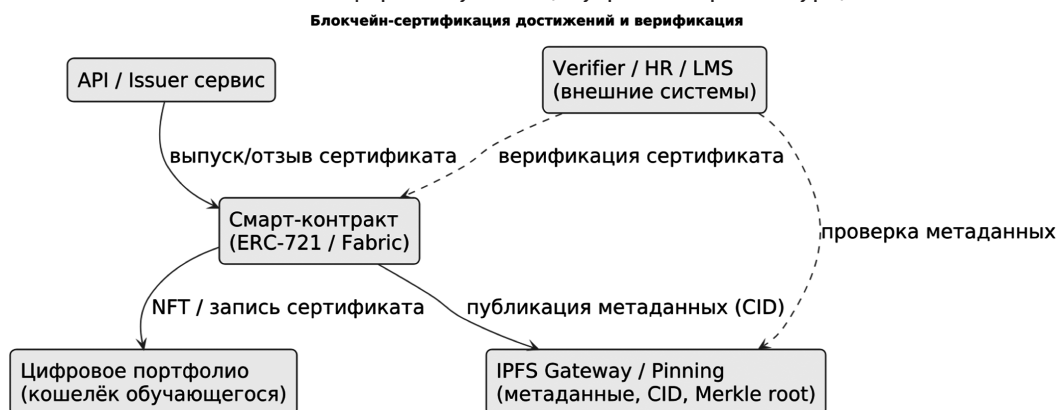 Блокчейн-сертификация достижений и верификация
API / Issuer сервис
Verifier / HR / LMS
(внешние системы)
выпуск/отзыв сертификата
верификация сертификата
Смарт-контракт
(ERC-721 / Fabric)
проверка метаданных
NFT / запись сертификата
публикация метаданных (CID)
Цифровое портфолио
(кошелёк обучающегося)
IPFS Gateway / Pinning
(метаданные, CID, Merkle root)